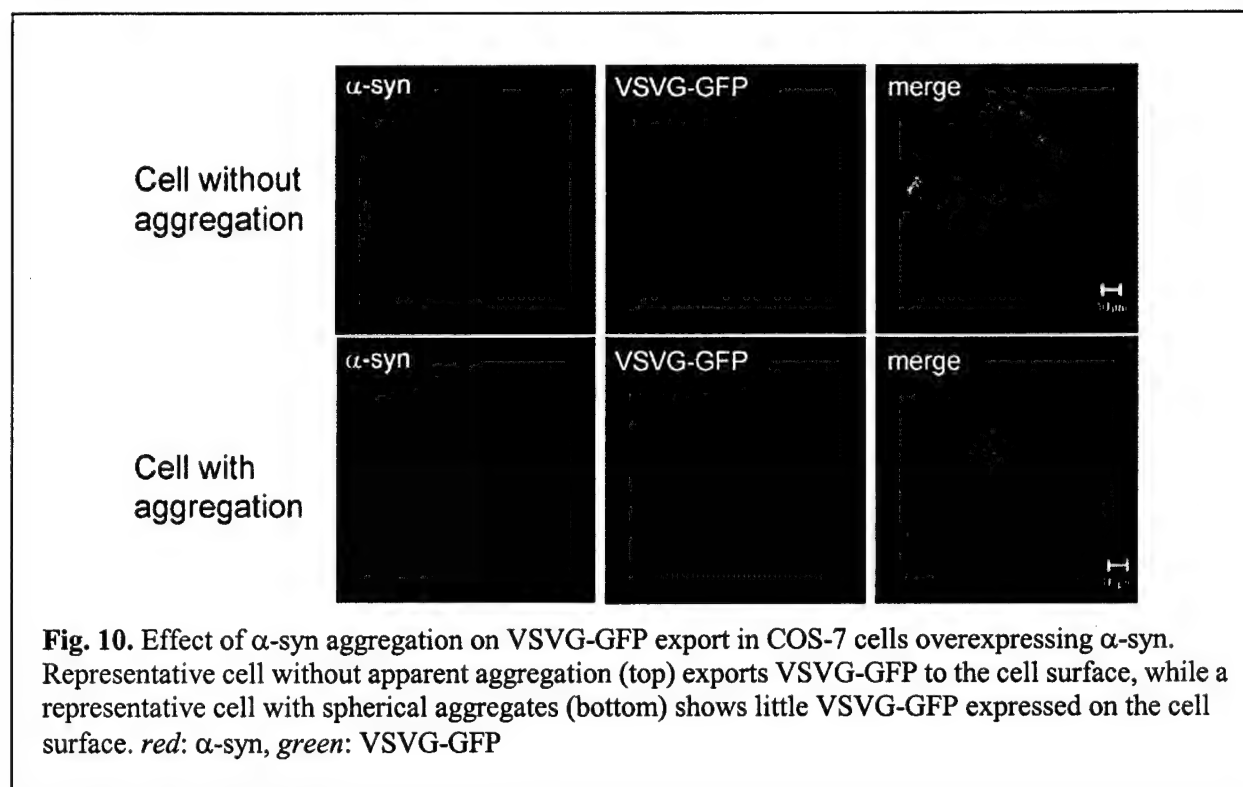 α-syn VSVG-GFP merge
Cell without
aggregation
α-syn VSVG-GFP merge
Cell with
aggregation
Fig. 10. Effect of α-syn aggregation on VSVG-GFP export in COS-7 cells overexpressing α-syn.
Representative cell without apparent aggregation (top) exports VSVG-GFP to the cell surface, while a
representative cell with spherical aggregates (bottom) shows little VSVG-GFP expressed on the cell
surface. red: α-syn, green: VSVG-GFP